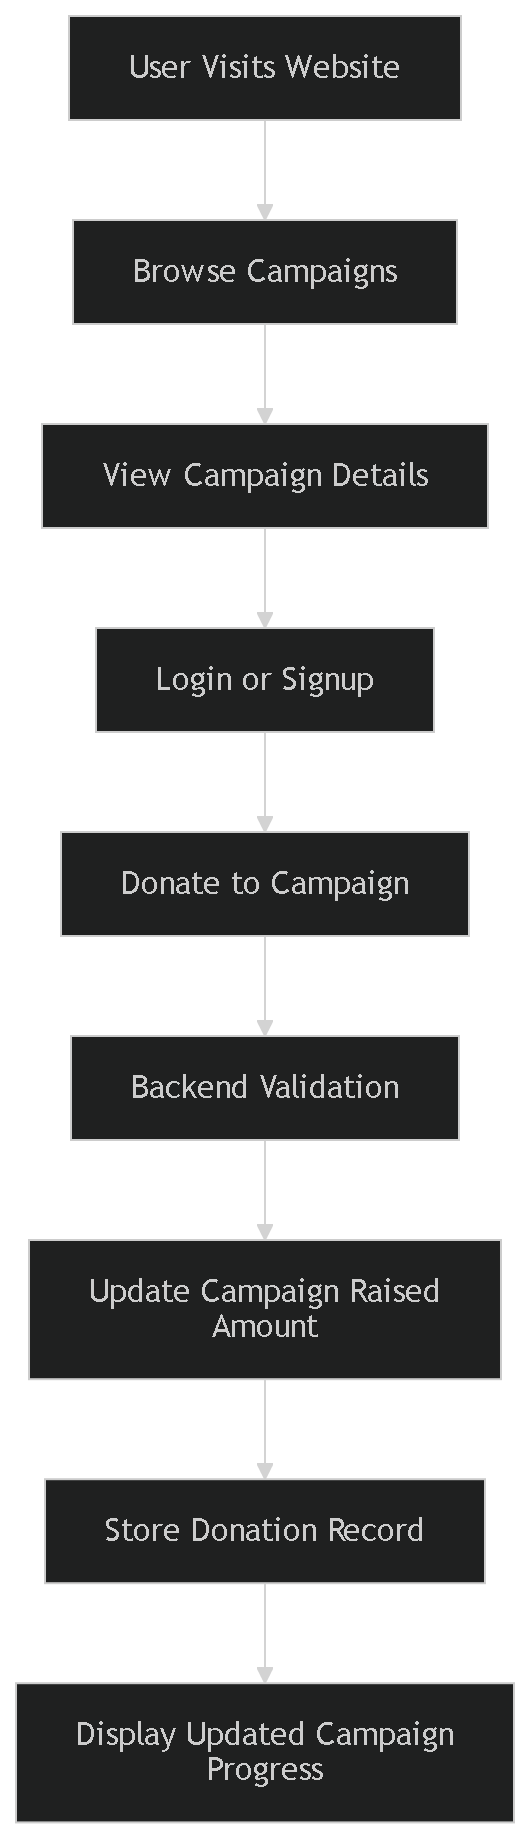 User Visits Website
Browse Campaigns
View Campaign Details
Login or Signup
Donate to Campaign
Backend Validation
Update Campaign Raised
Amount
Store Donation Record
Display Updated Campaign
Progress